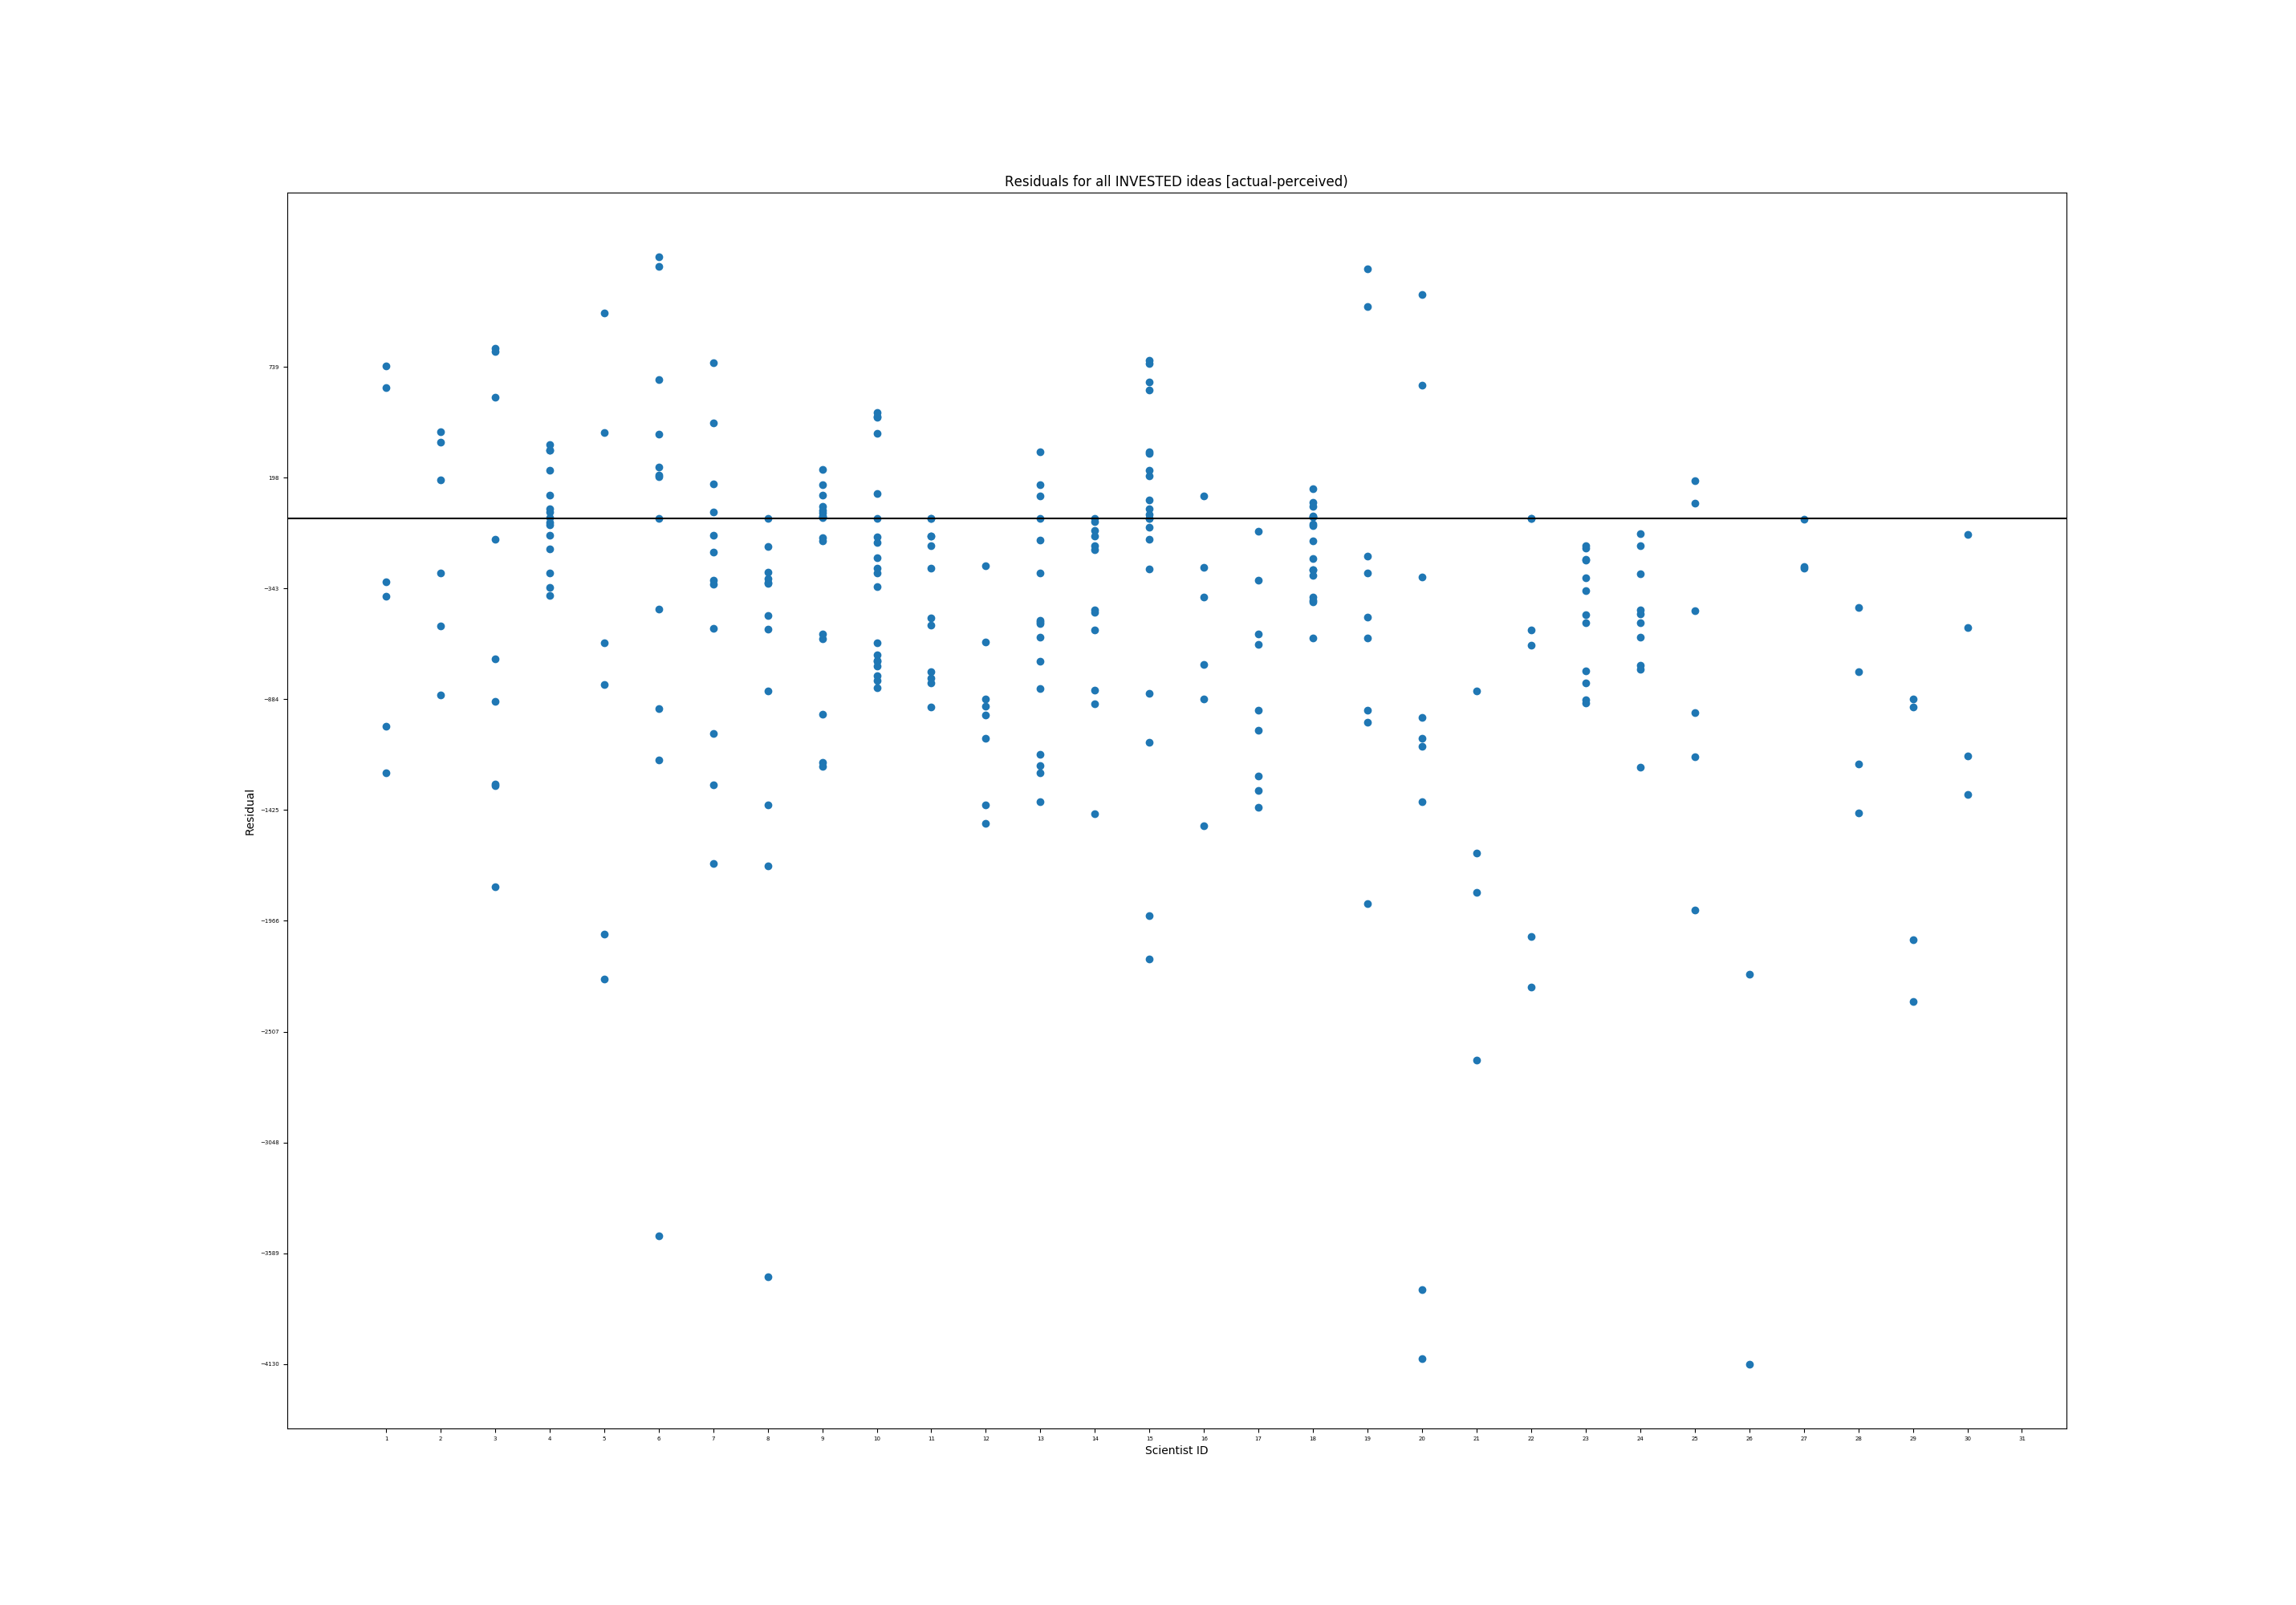 Residuals for all INVESTED ideas [actual-perceived)
739
198
−343
−884
−1425
−1966
−2507
−3048
−3589
−4130
Residual
1 2 3 4 5 6 7 8 9 10 11 12 13 14 15 16 17 18 19 20 21 22 23 24 25 26 27 28 29 30 31
Scientist ID